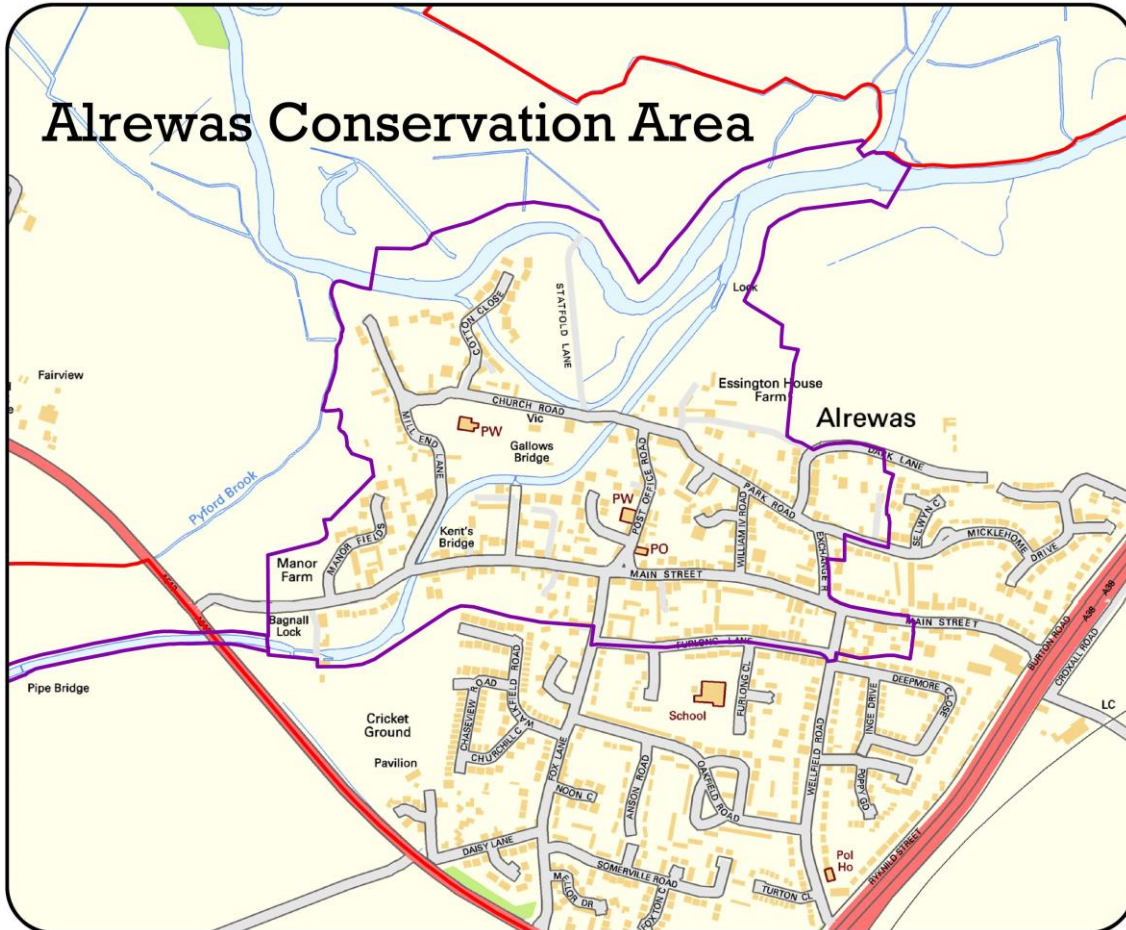 Alrewas Conservation Area
Lock
STATFOLD LANE
COTTON CLOSE
Fairview
Essington House
Farm
Alrewas
CHURCH ROAD
Vic
PW
MILL END LANE
Gallows
Bridge
DARK LANE
POST OFFICE ROAD
PARK ROAD
PW
WILLIAM IV ROAD
SELWYN C
Pyford Brook
Kent's
Bridge
MICKLEHOME
DRIVE
PO
EXCHANGE R
MANOR FIELDS
Manor
Farm
MAIN STREET
A38
A38
Bagnall
Lock
MAIN STREET
BURTON ROAD
CROXALL ROAD
FURLONG LANE
Pipe Bridge
WALKFIELD ROAD
CHASEVIEW ROAD
DEEPMORE CLOSE
INGE DRIVE
FURLONG CL
School
LC
Cricket
Ground
CHURCHILL C
FOX LANE
WELLFIELD ROAD
Pavilion
OAKFIELD ROAD
ANSON ROAD
POPPY GD
NOON C
DAISY LANE
SOMERVILLE ROAD
Pol
Ho
RYKNILD STREET
MELLOR DR
FOXTON C
TURTON CL